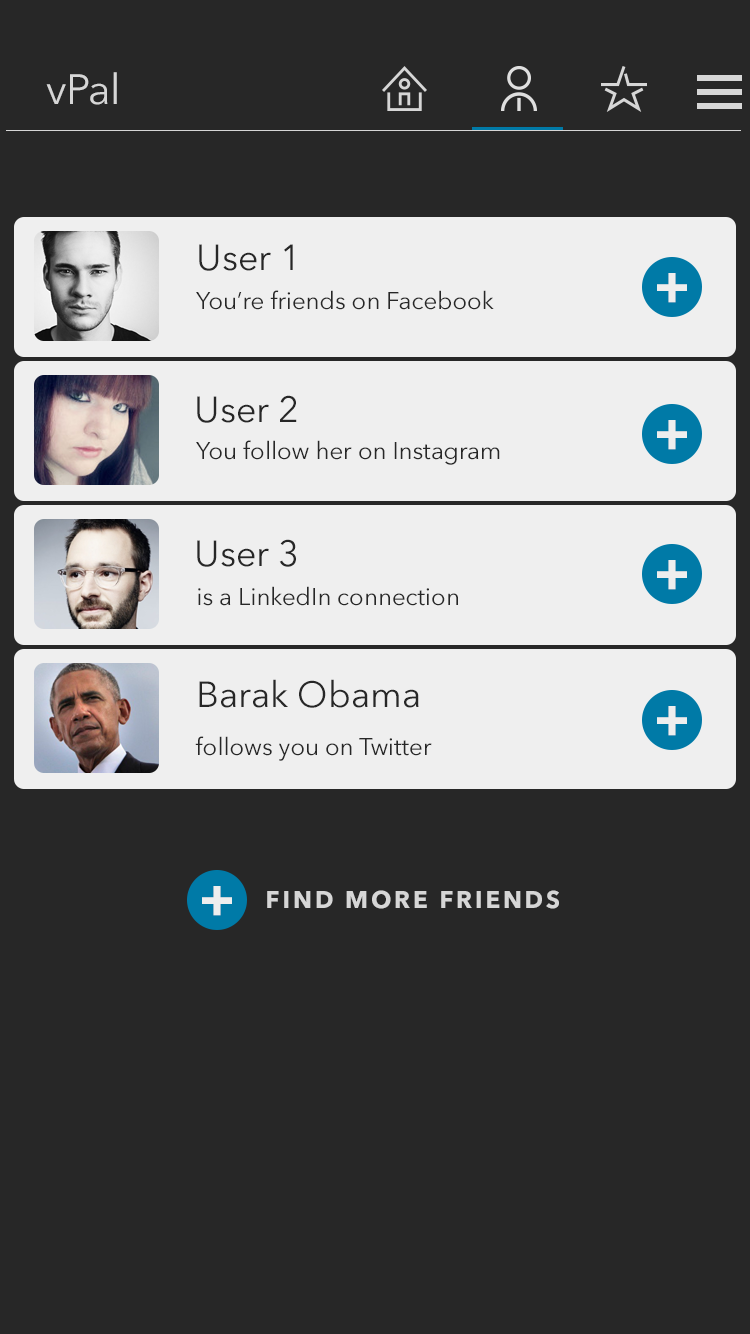 vPal
User 1
You’re friends on Facebook
User 2
You follow her on Instagram
User 3
is a LinkedIn connection
Barak Obama
follows you on Twitter
FIND MORE FRIENDS